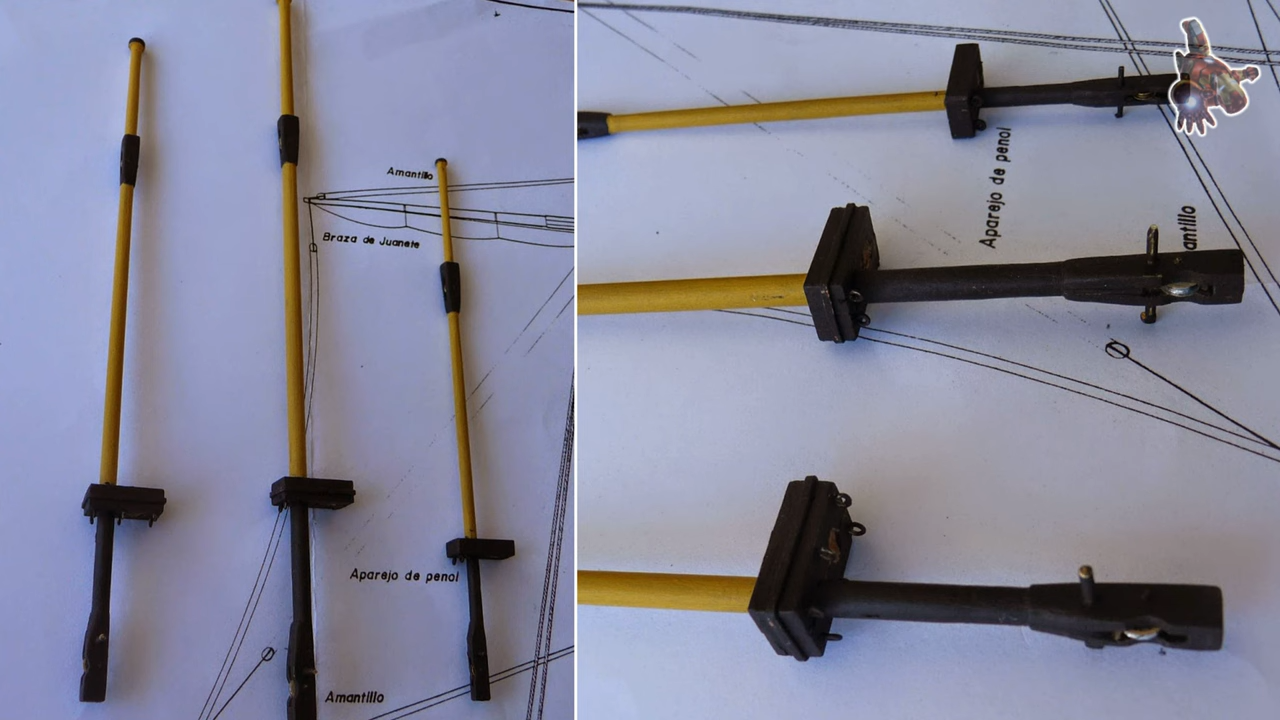 Amantillo
Braza de Juanete
Aparejo de penol
Amantillo
Aparejo de penol
antillo